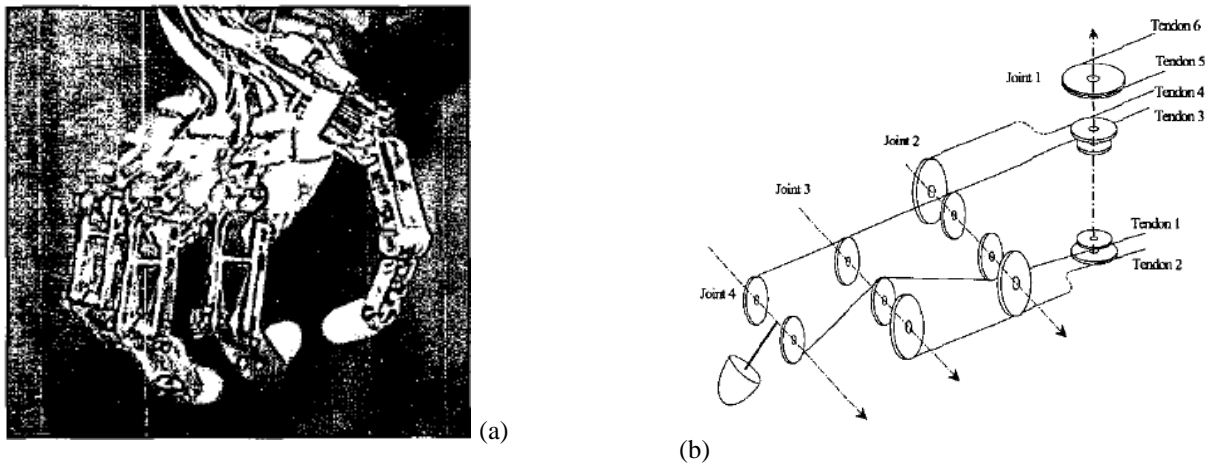 Tendon 6
Joint 1
Tendon 5
Tendon 4
Tendon 3
Joint 2
Joint 3
Tendon 1
Tendon 2
Joint 4
(a)
(b)